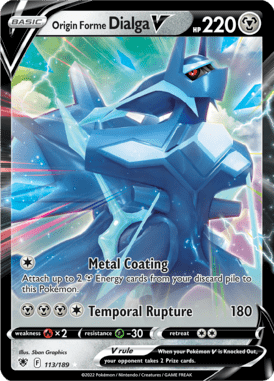 BASIC Origin Forme Dialga V HP 220
Metal Coating
Attach up to 2 Energy cards from your discard pile to
this Pokémon.
Temporal Rupture 180
weakness ×2 resistance -30 retreat
Illus. 5ban Graphics
F 113/189
V rule
When your Pokémon V is Knocked Out,
your opponent takes 2 Prize cards.
©2022 Pokémon / Nintendo / Creatures / GAME FREAK